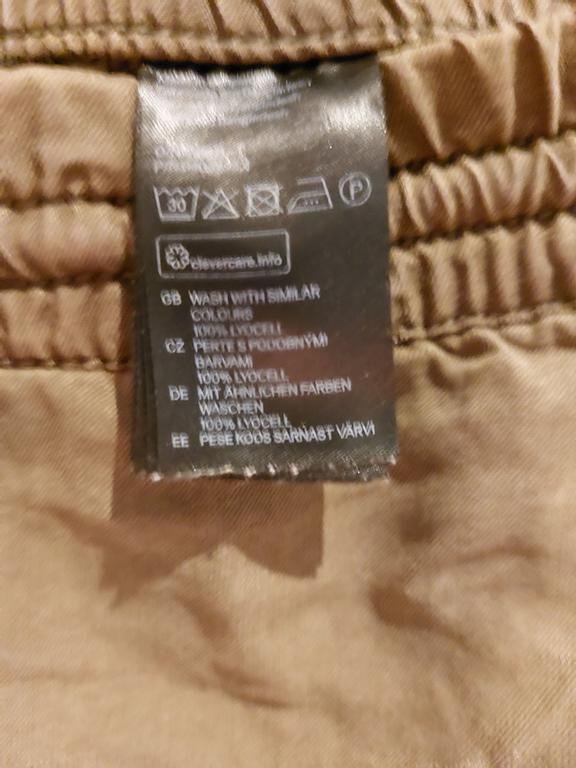 30 P
clevercare.info
GB WASH WITH SIMILAR
COLOURS
100% LYOCELL
CZ PERTE S PODOBNÝMI
BARVAMI
100% LYOCELL
DE MIT ÄHNLICHEN FARBEN
WASCHEN
100% LYOCELL
EE PESE KOOS SARNAST VÄRVI